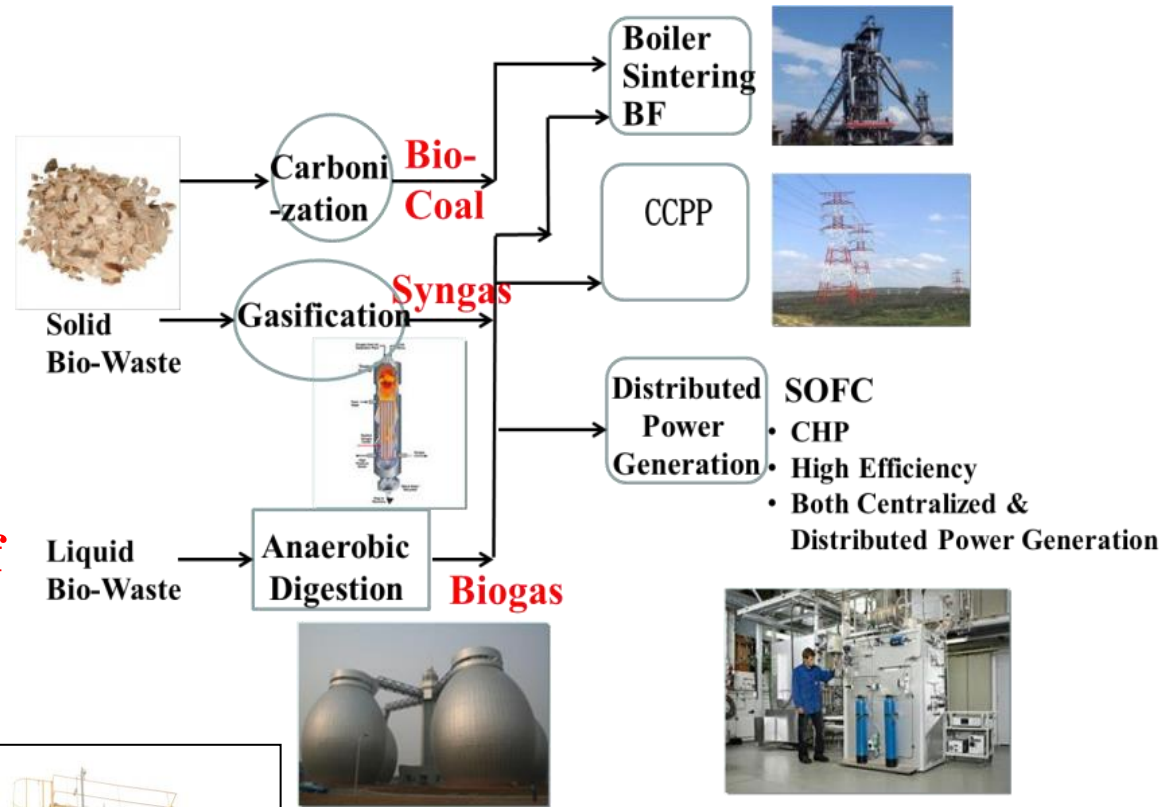 Boiler
Sintering
BF
Carboni
-zation
Bio-
Coal
CCPP
Solid
Bio-Waste
Gasification
Syngas
Distributed
Power
Generation
SOFC
• CHP
• High Efficiency
• Both Centralized &
Distributed Power Generation
Liquid
Bio-Waste
Anaerobic
Digestion
Biogas